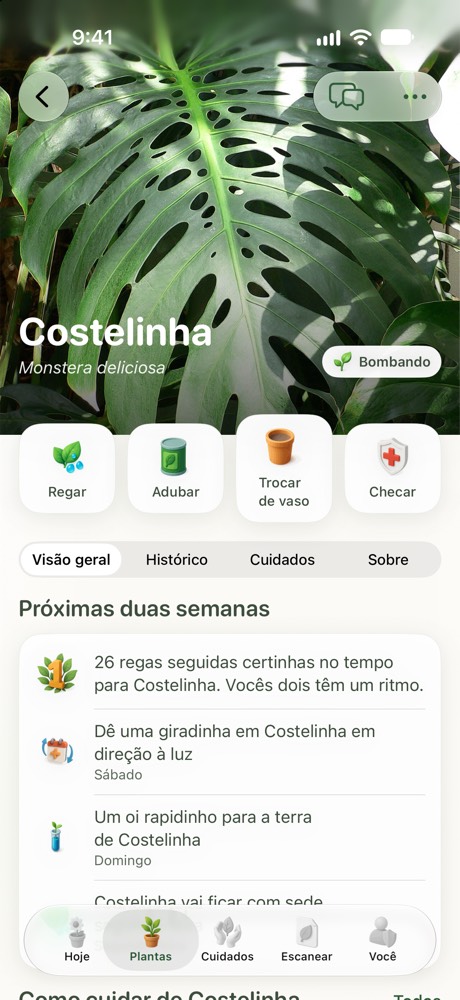 9:41
Costelinha
Monstera deliciosa
Bombando
Regar
Adubar
Trocar
de vaso
Checar
Visão geral
Histórico
Cuidados
Sobre
Próximas duas semanas
26 regas seguidas certinhas no tempo
para Costelinha. Vocês dois têm um ritmo.
Dê uma giradinha em Costelinha em
direção à luz
Sábado
Um oi rapidinho para a terra
de Costelinha
Domingo
Costelinha vai ficar com sede
Hoje
Plantas
Cuidados
Escanear
Você
Como cuidar de Costelinha
Todos